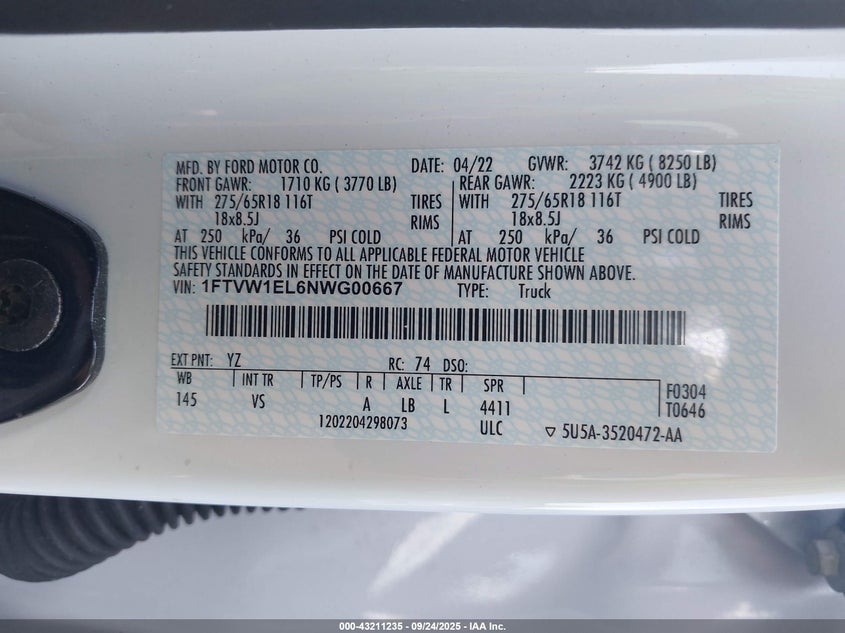 MFD. BY FORD MOTOR CO. DATE: 04/22 GVWR: 3742 KG ( 8250 LB)
FRONT GAWR: 1710 KG ( 3770 LB) REAR GAWR: 2223 KG ( 4900 LB)
WITH 275/65R18 116T TIRES WITH 275/65R18 116T TIRES
18x8.5J RIMS 18x8.5J RIMS
AT 250 kPa/ 36 PSI COLD AT 250 kPa/ 36 PSI COLD
THIS VEHICLE CONFORMS TO ALL APPLICABLE FEDERAL MOTOR VEHICLE
SAFETY STANDARDS IN EFFECT ON THE DATE OF MANUFACTURE SHOWN ABOVE.
VIN: 1FTVW1EL6NWG00667 TYPE: Truck
EXT PNT: YZ RC: 74 DSO:
WB INT TR TP/PS R AXLE TR SPR F0304
145 VS A LB L 4411 T0646
1202204298073 ULC ▽ 5U5A-3520472-AA
000-43211235 - 09/24/2025 - IAA Inc.